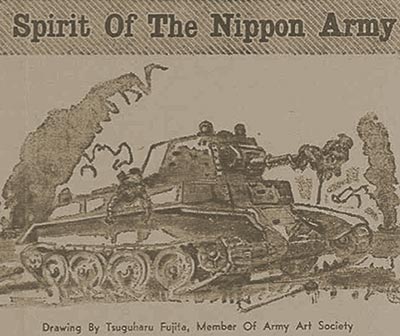 Spirit Of The Nippon Army
Drawing By Tsuguharu Fujita, Member Of Army Art Society